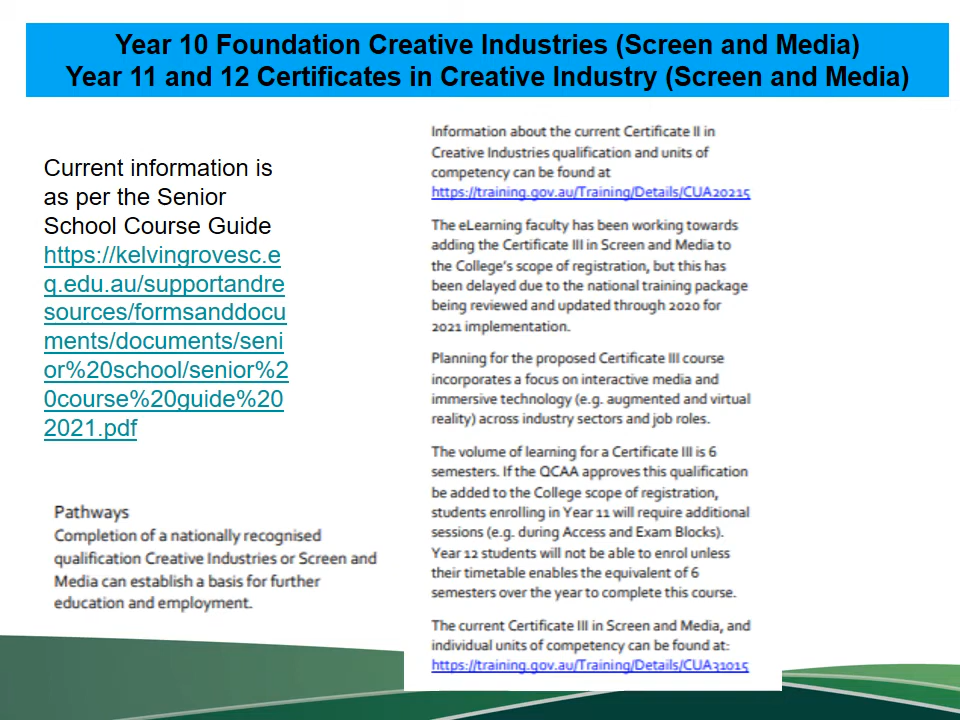 Year 10 Foundation Creative Industries (Screen and Media)
Year 11 and 12 Certificates in Creative Industry (Screen and Media)
Current information is
as per the Senior
School Course Guide
https://kelvingrovesc.e
q.edu.au/supportandre
sources/formsanddocu
ments/documents/seni
or%20school/senior%2
0course%20guide%20
2021.pdf
Pathways
Completion of a nationally recognised
qualification Creative Industries or Screen and
Media can establish a basis for further
education and employment.
Information about the current Certificate II in
Creative Industries qualification and units of
competency can be found at
https://training.gov.au/Training/Details/CUA20215
The eLearning faculty has been working towards
adding the Certificate III in Screen and Media to
the College's scope of registration, but this has
been delayed due to the national training package
being reviewed and updated through 2020 for
2021 implementation.
Planning for the proposed Certificate III course
incorporates a focus on interactive media and
immersive technology (e.g. augmented and virtual
reality) across industry sectors and job roles.
The volume of learning for a Certificate III is 6
semesters. If the QCAA approves this qualification
be added to the College scope of registration,
students enrolling in Year 11 will require additional
sessions (e.g. during Access and Exam Blocks).
Year 12 students will not be able to enrol unless
their timetable enables the equivalent of 6
semesters over the year to complete this course.
The current Certificate III in Screen and Media, and
individual units of competency can be found at:
https://training.gov.au/Training/Details/CUA31015